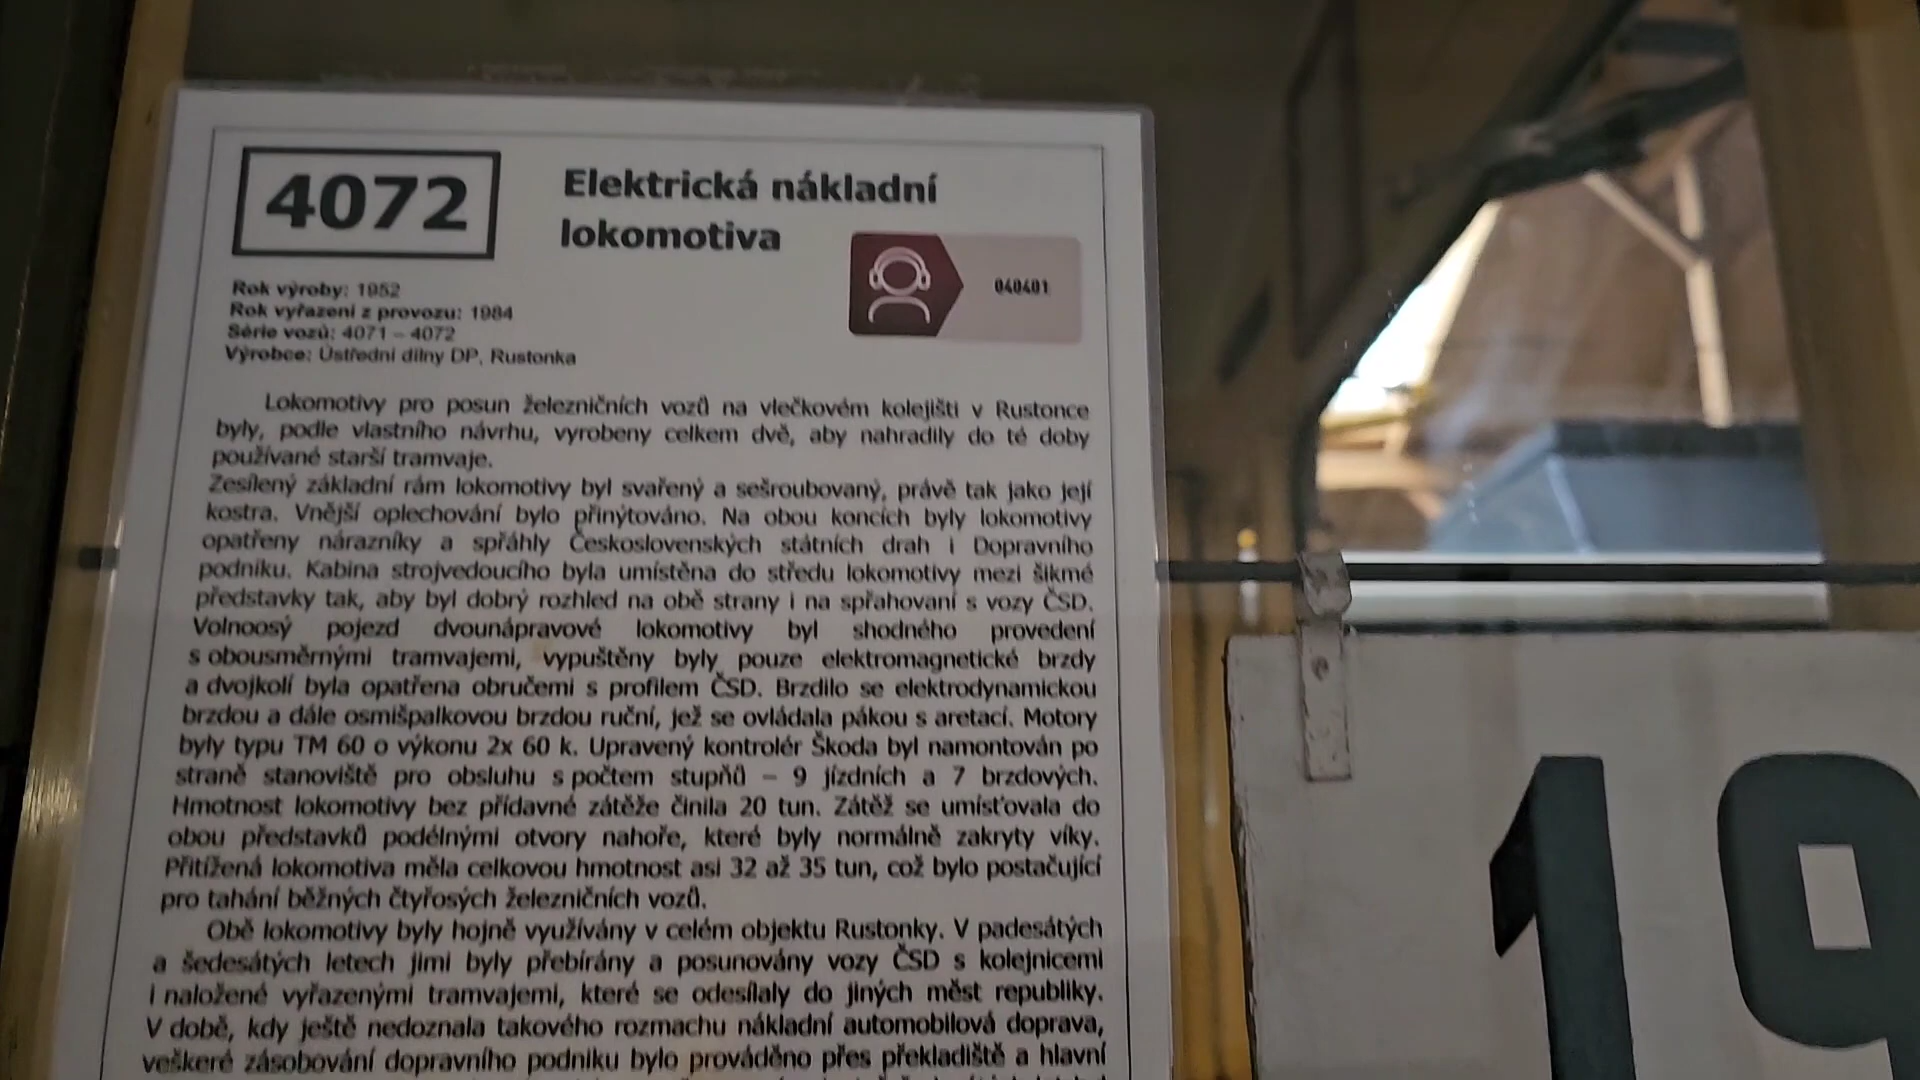 4072
Elektrická nákladní
lokomotiva
040401
Rok výroby: 1952
Rok vyřazení z provozu: 1984
Série vozů: 4071 – 4072
Výrobce: Ústřední dílny DP, Rustonka
Lokomotivy pro posun železničních vozů na vlečkovém kolejišti v Rustonce
byly, podle vlastního návrhu, vyrobeny celkem dvě, aby nahradily do té doby
používané starší tramvaje.
Zesílený základní rám lokomotivy byl svařený a sešroubovaný, právě tak jako její
kostra. Vnější oplechování bylo přinýtováno. Na obou koncích byly lokomotivy
opatřeny nárazníky a spřáhly Československých státních drah i Dopravního
podniku. Kabina strojvedoucího byla umístěna do středu lokomotivy mezi šikmé
představky tak, aby byl dobrý rozhled na obě strany i na spřahovaní s vozy ČSD.
Volnoosý pojezd dvounápravové lokomotivy byl shodného provedení
s obousměrnými tramvajemi, vypuštěny byly pouze elektromagnetické brzdy
a dvojkolí byla opatřena obručemi s profilem ČSD. Brzdilo se elektrodynamickou
brzdou a dále osmišpalkovou brzdou ruční, jež se ovládala pákou s aretací. Motory
byly typu TM 60 o výkonu 2x 60 k. Upravený kontrolér Škoda byl namontován po
straně stanoviště pro obsluhu s počtem stupňů – 9 jízdních a 7 brzdových.
Hmotnost lokomotivy bez přídavné zátěže činila 20 tun. Zátěž se umísťovala do
obou představků podélnými otvory nahoře, které byly normálně zakryty víky.
Přitížená lokomotiva měla celkovou hmotnost asi 32 až 35 tun, což bylo postačující
pro tahání běžných čtyřosých železničních vozů.
Obě lokomotivy byly hojně využívány v celém objektu Rustonky. V padesátých
a šedesátých letech jimi byly přebírány a posunovány vozy ČSD s kolejnicemi
i naložené vyřazenými tramvajemi, které se odesílaly do jiných měst republiky.
V době, kdy ještě nedoznala takového rozmachu nákladní automobilová doprava,
veškeré zásobování dopravního podniku bylo prováděno přes překladiště a hlavní
19